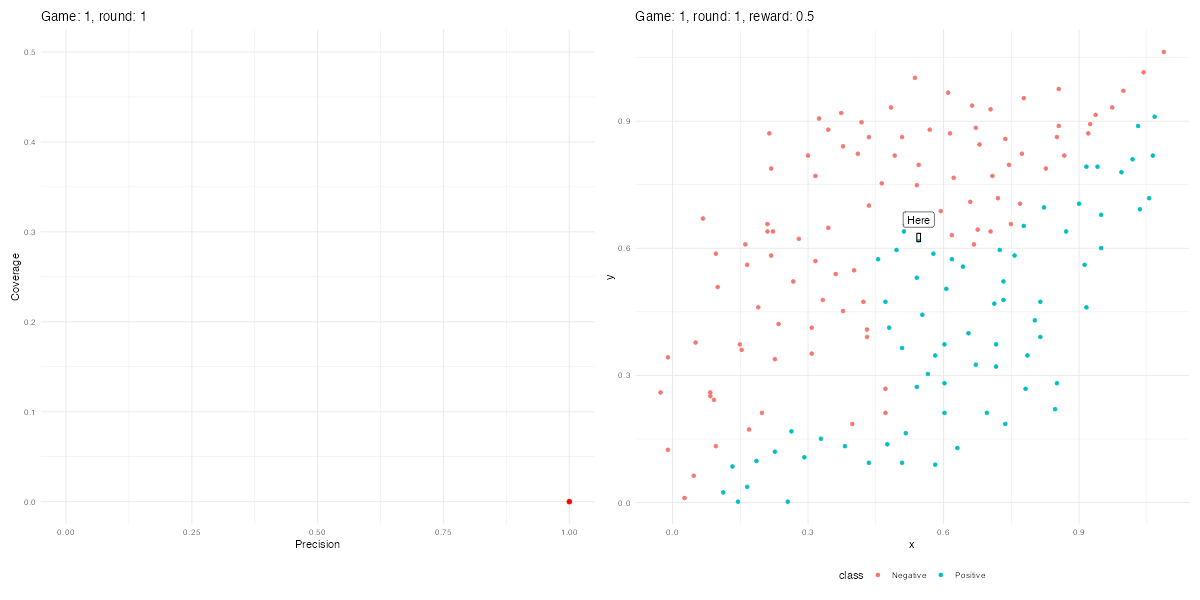 Game: 1, round: 1
0.5
0.4
0.3
0.2
0.1
0.0
Coverage
0.00 0.25 0.50 0.75 1.00
Precision
Game: 1, round: 1, reward: 0.5
0.9
0.6
0.3
0.0
y
Here
0.0 0.3 0.6 0.9
x
class Negative Positive